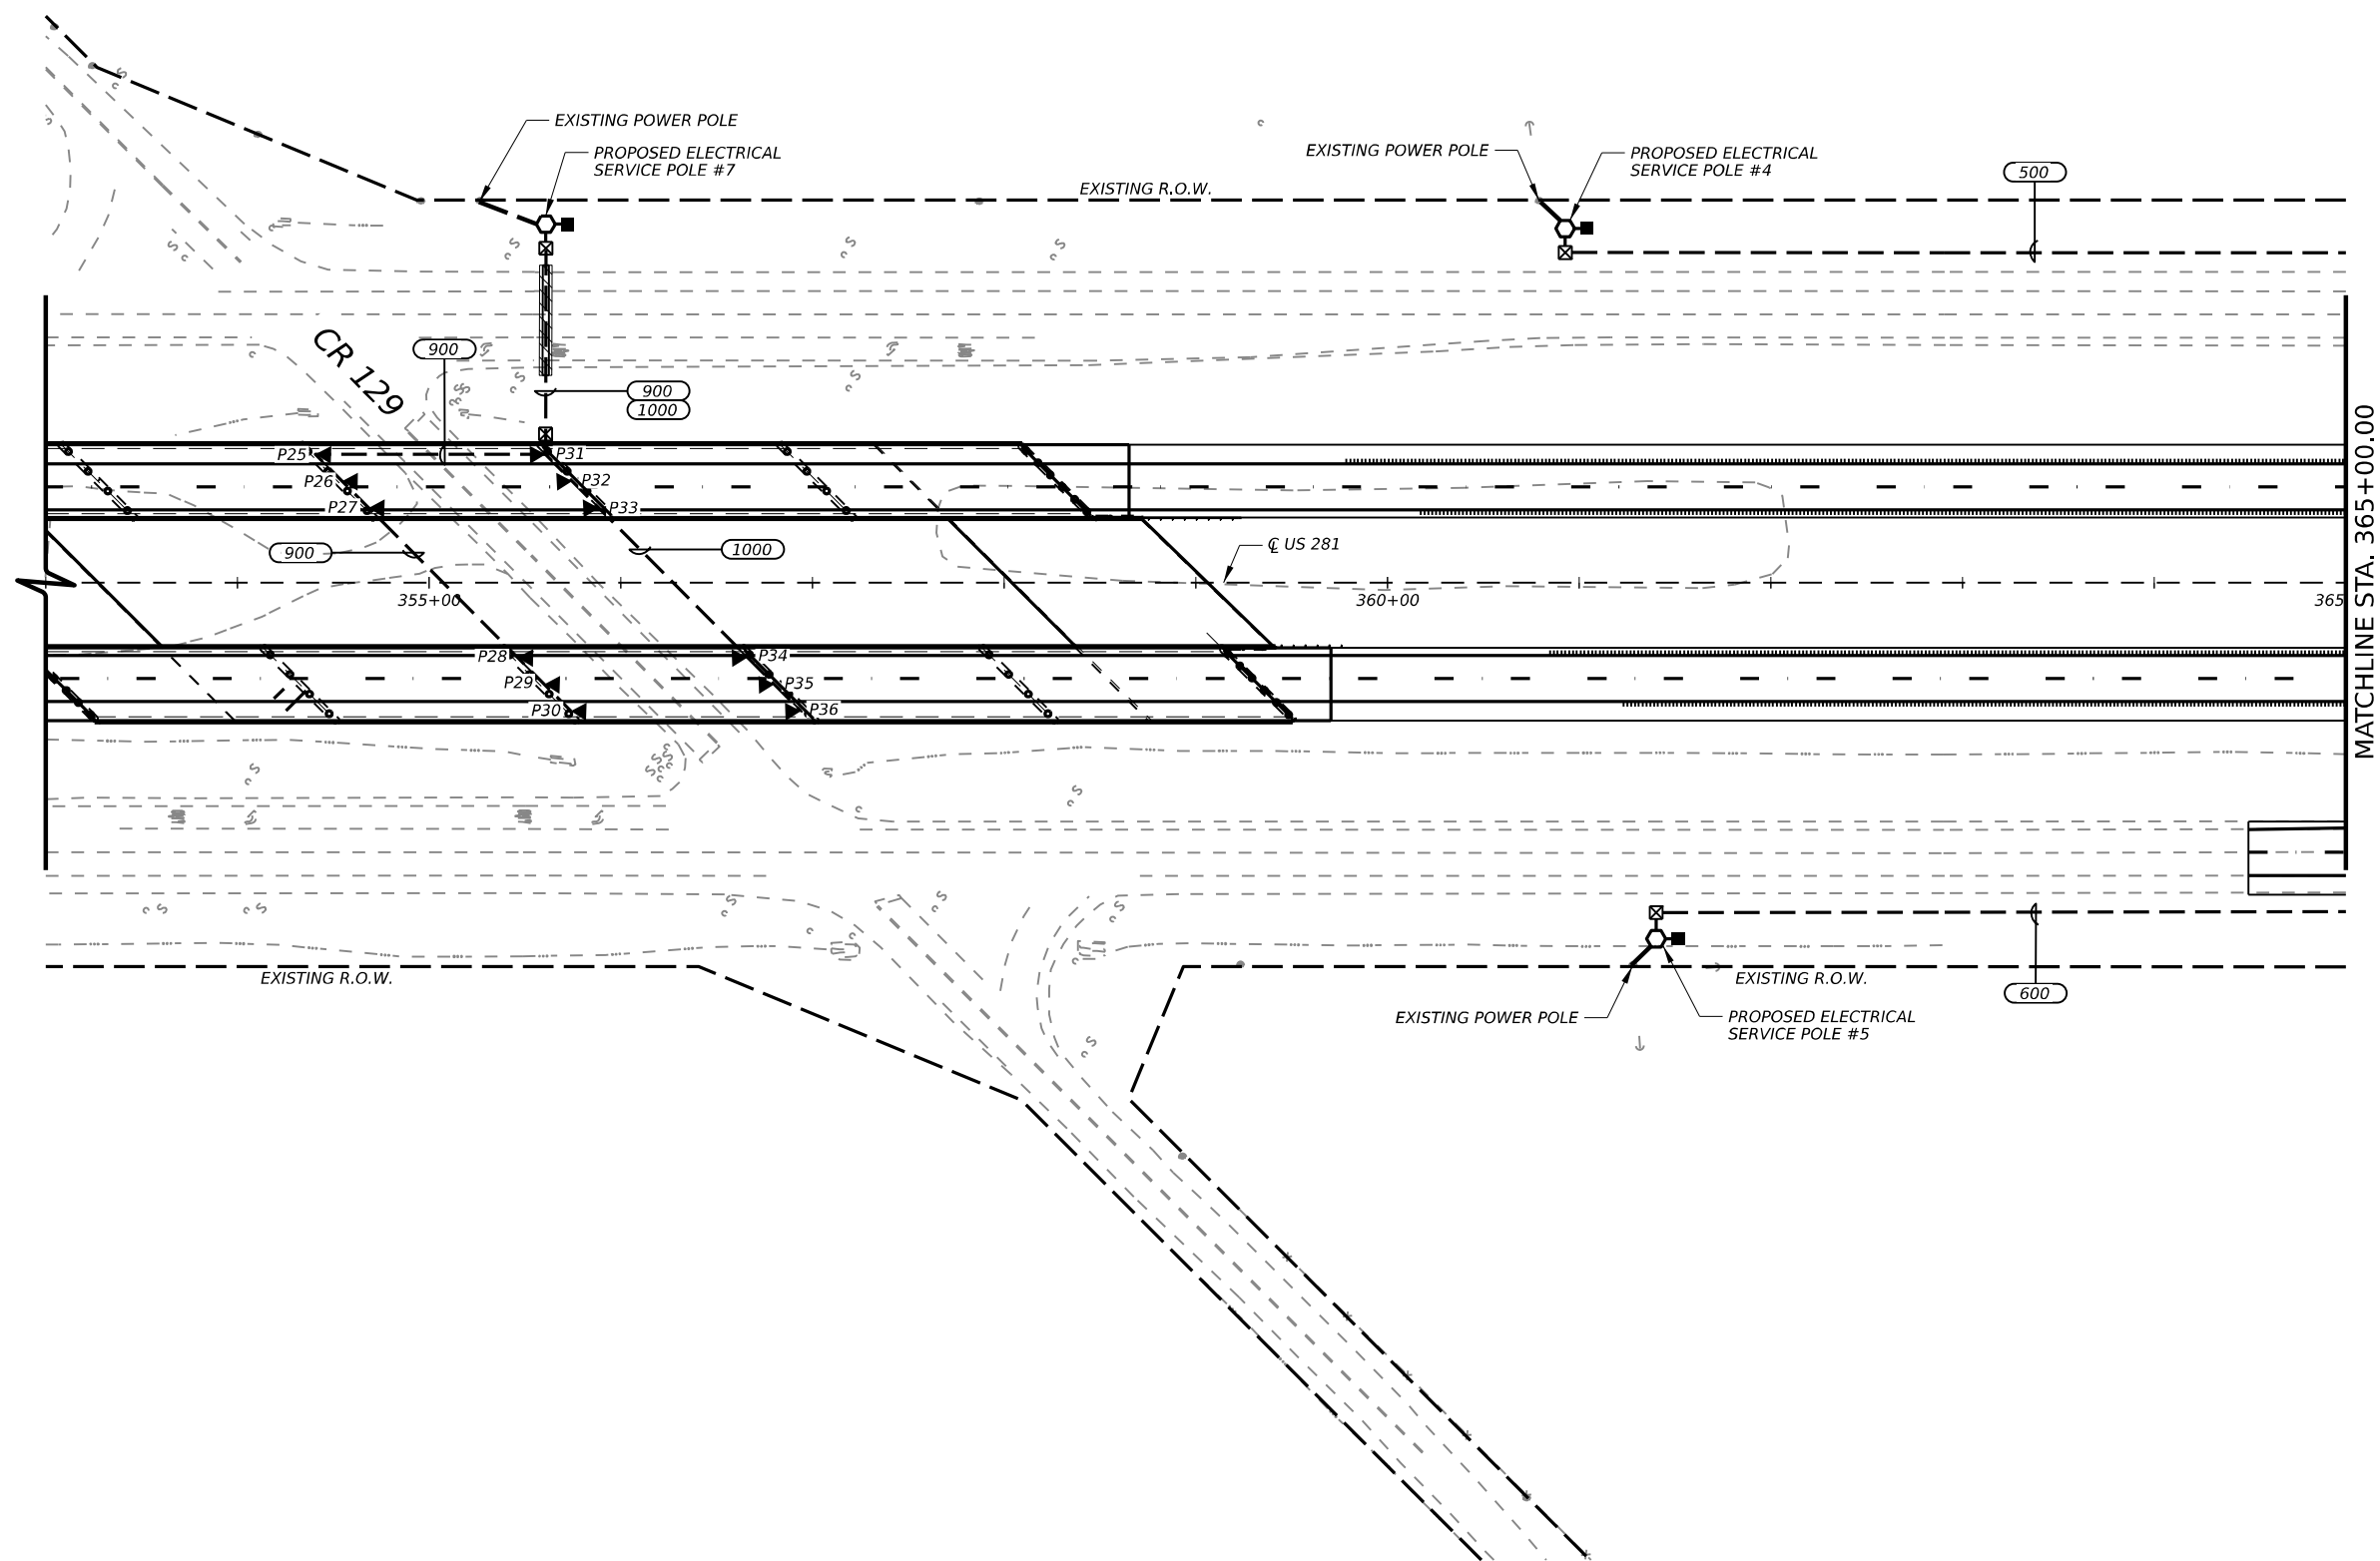 EXISTING POWER POLE
PROPOSED ELECTRICAL
SERVICE POLE #7
EXISTING R.O.W.
EXISTING POWER POLE
PROPOSED ELECTRICAL
SERVICE POLE #4
500
CR 129
900
900
1000
P25
P31
P26
P32
P27
P33
900
1000
℄ US 281
355+00
360+00
365
MATCHLINE STA. 365+00.00
P28
P34
P29
P35
P30
P36
EXISTING R.O.W.
EXISTING R.O.W.
600
EXISTING POWER POLE
PROPOSED ELECTRICAL
SERVICE POLE #5